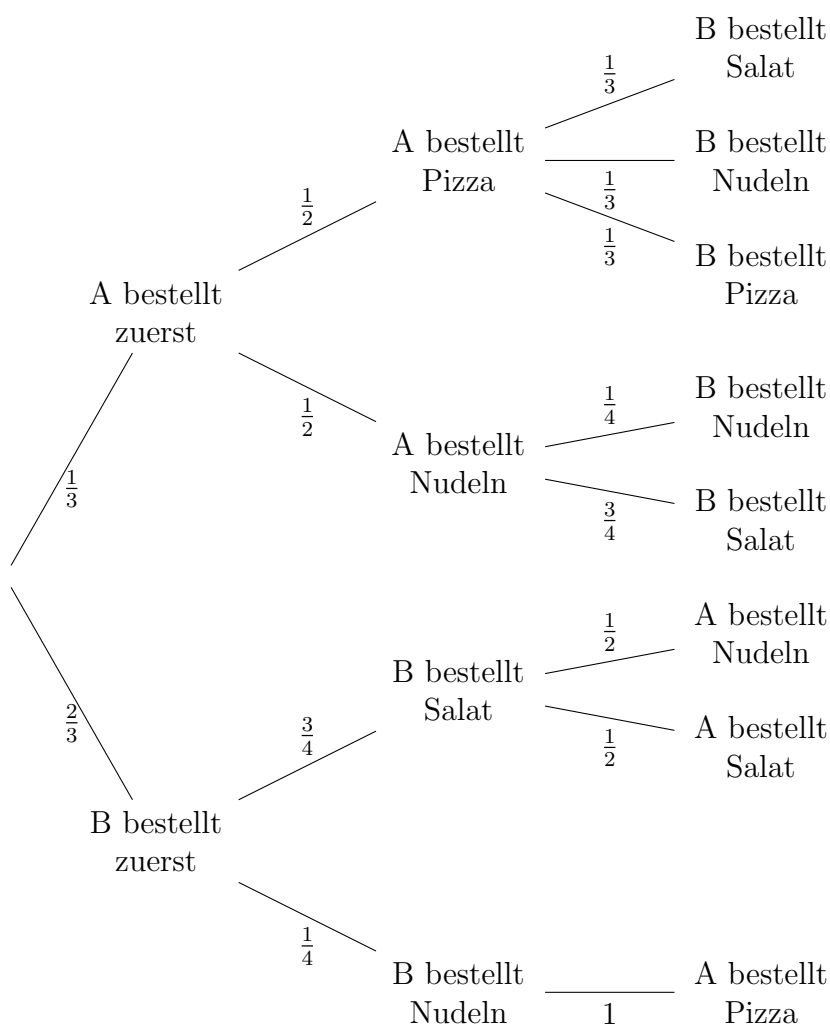 B bestellt
Salat
1/3
A bestellt
Pizza
B bestellt
Nudeln
1/3
1/2
1/3
B bestellt
Pizza
A bestellt
zuerst
B bestellt
Nudeln
1/4
1/2
A bestellt
Nudeln
1/3
B bestellt
Salat
3/4
A bestellt
Nudeln
1/2
B bestellt
Salat
2/3
3/4
A bestellt
Salat
1/2
B bestellt
zuerst
1/4
B bestellt
Nudeln
1
A bestellt
Pizza